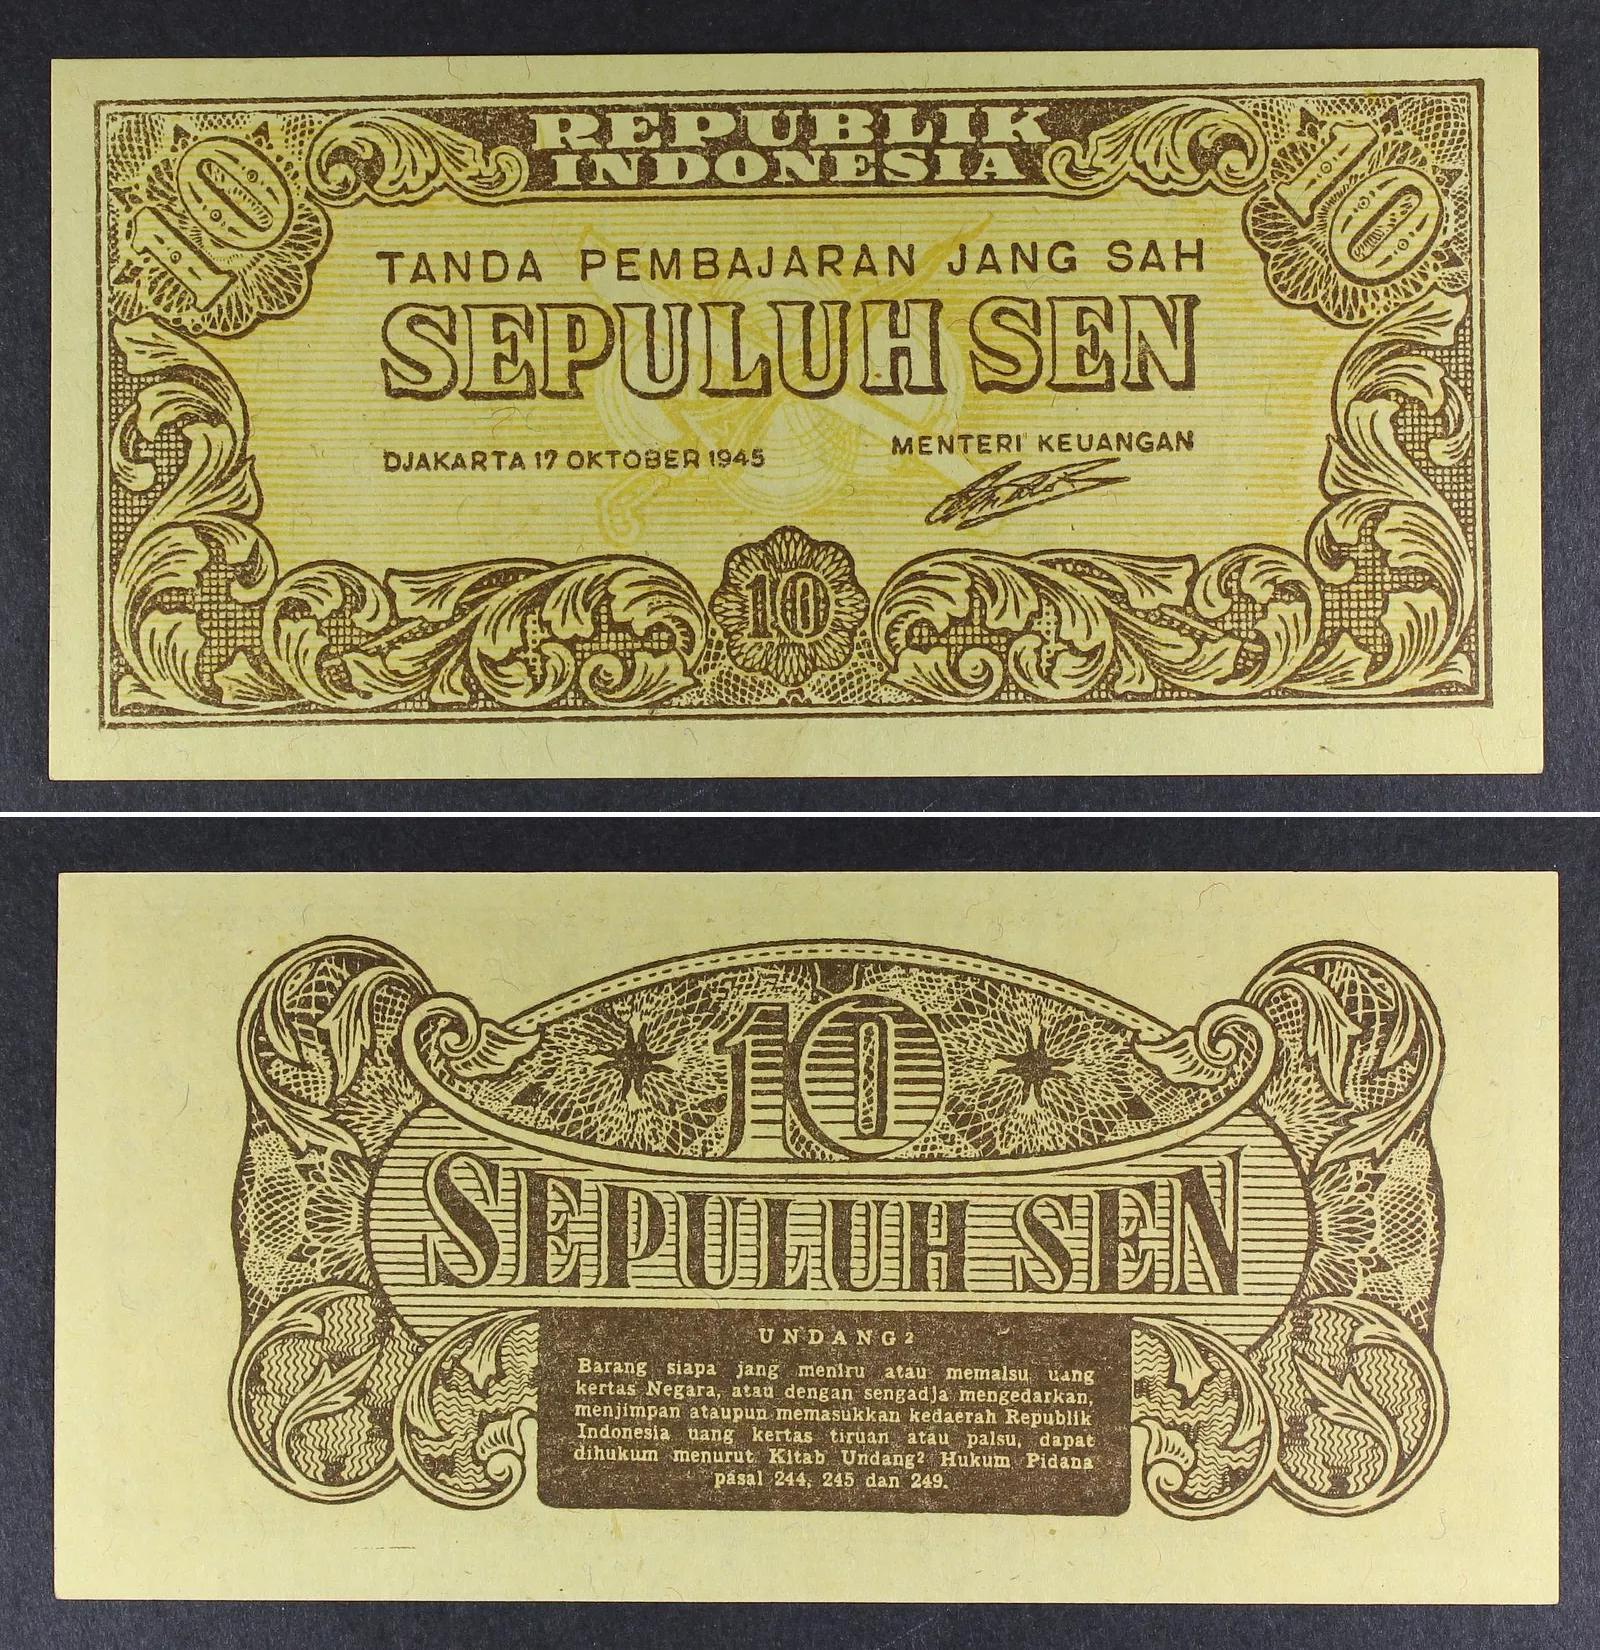 REPUBLIK
INDONESIA
10
10
TANDA PEMBAJARAN JANG SAH
SEPULUH SEN
DJAKARTA 17 OKTOBER 1945
MENTERI KEUANGAN
10
10
SEPULUH SEN
UNDANG²
Barang siapa jang meniru atau memalsu uang
kertas Negara, atau dengan sengadja mengedarkan,
menjimpan ataupun memasukkan kedaerah Republik
Indonesia uang kertas tiruan atau palsu, dapat
dihukum menurut Kitab Undang² Hukum Pidana
pasal 244, 245 dan 249.